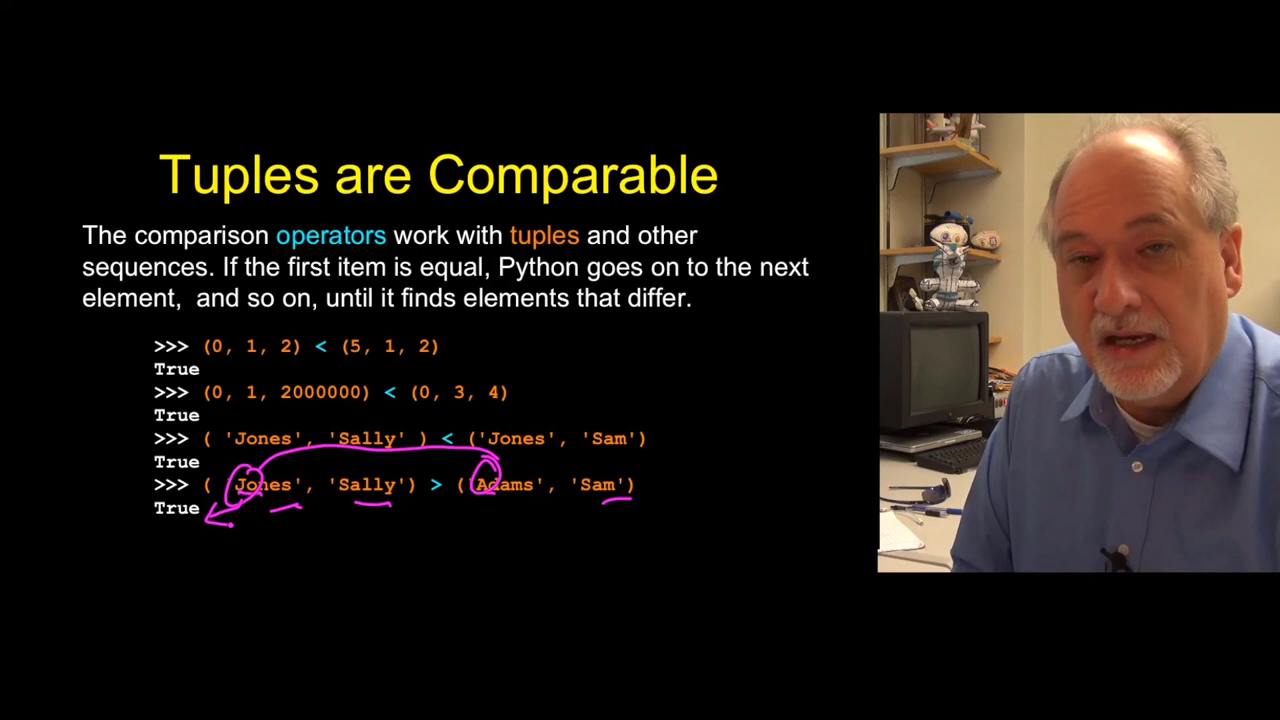 Tuples are Comparable
The comparison operators work with tuples and other
sequences. If the first item is equal, Python goes on to the next
element,  and so on, until it finds elements that differ.
>>> (0, 1, 2) < (5, 1, 2)
True
>>> (0, 1, 2000000) < (0, 3, 4)
True
>>> ( 'Jones', 'Sally' ) < ('Jones', 'Sam')
True
>>> ( 'Jones', 'Sally') > ('Adams', 'Sam')
True